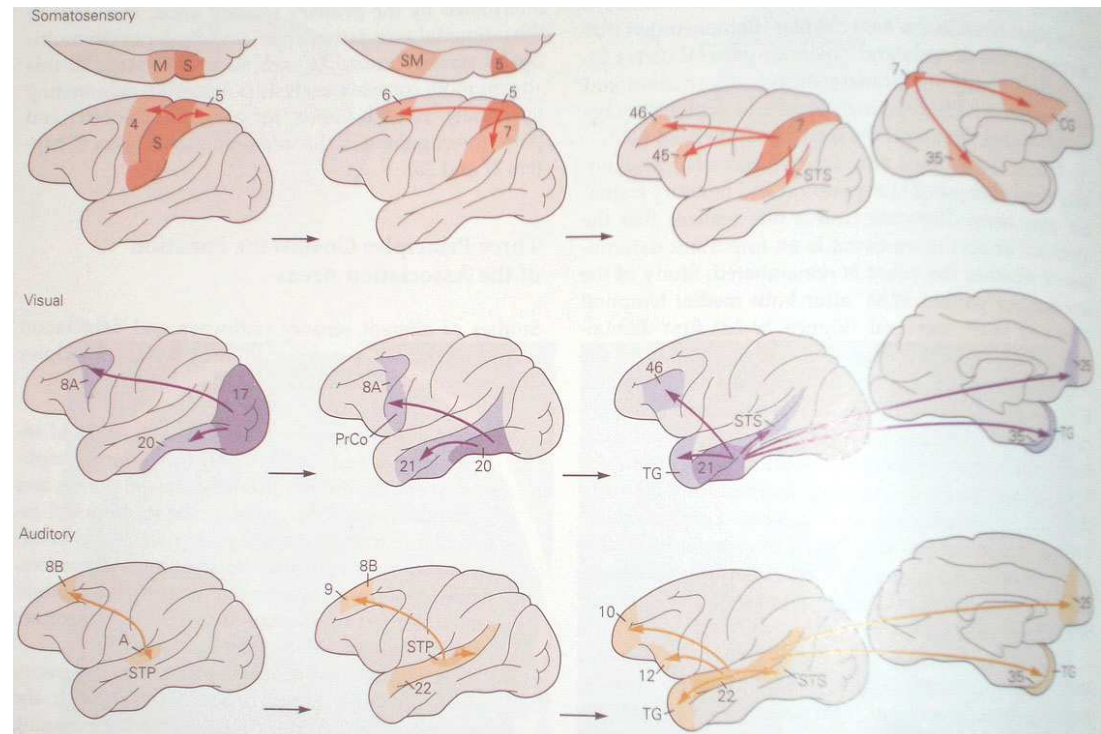 Somatosensory
M S
5
4
S
SM
5
6
5
7
46
7
45
STS
7
CG
35
Visual
8A
17
20
8A
PrCo
21
20
46
STS
TG
21
25
TG
35
Auditory
8B
A
STP
8B
9
STP
22
10
12
22
STS
TG
25
TG
35